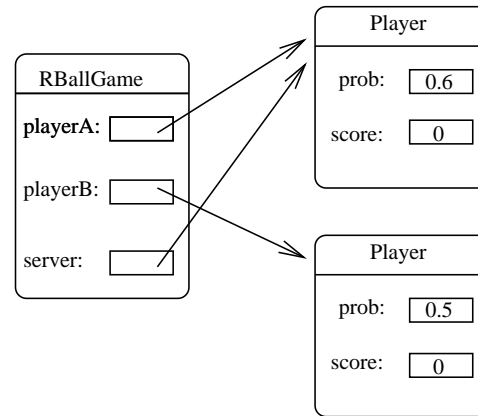 RBallGame
playerA:
playerB:
server:
Player
prob: 0.6
score: 0
Player
prob: 0.5
score: 0